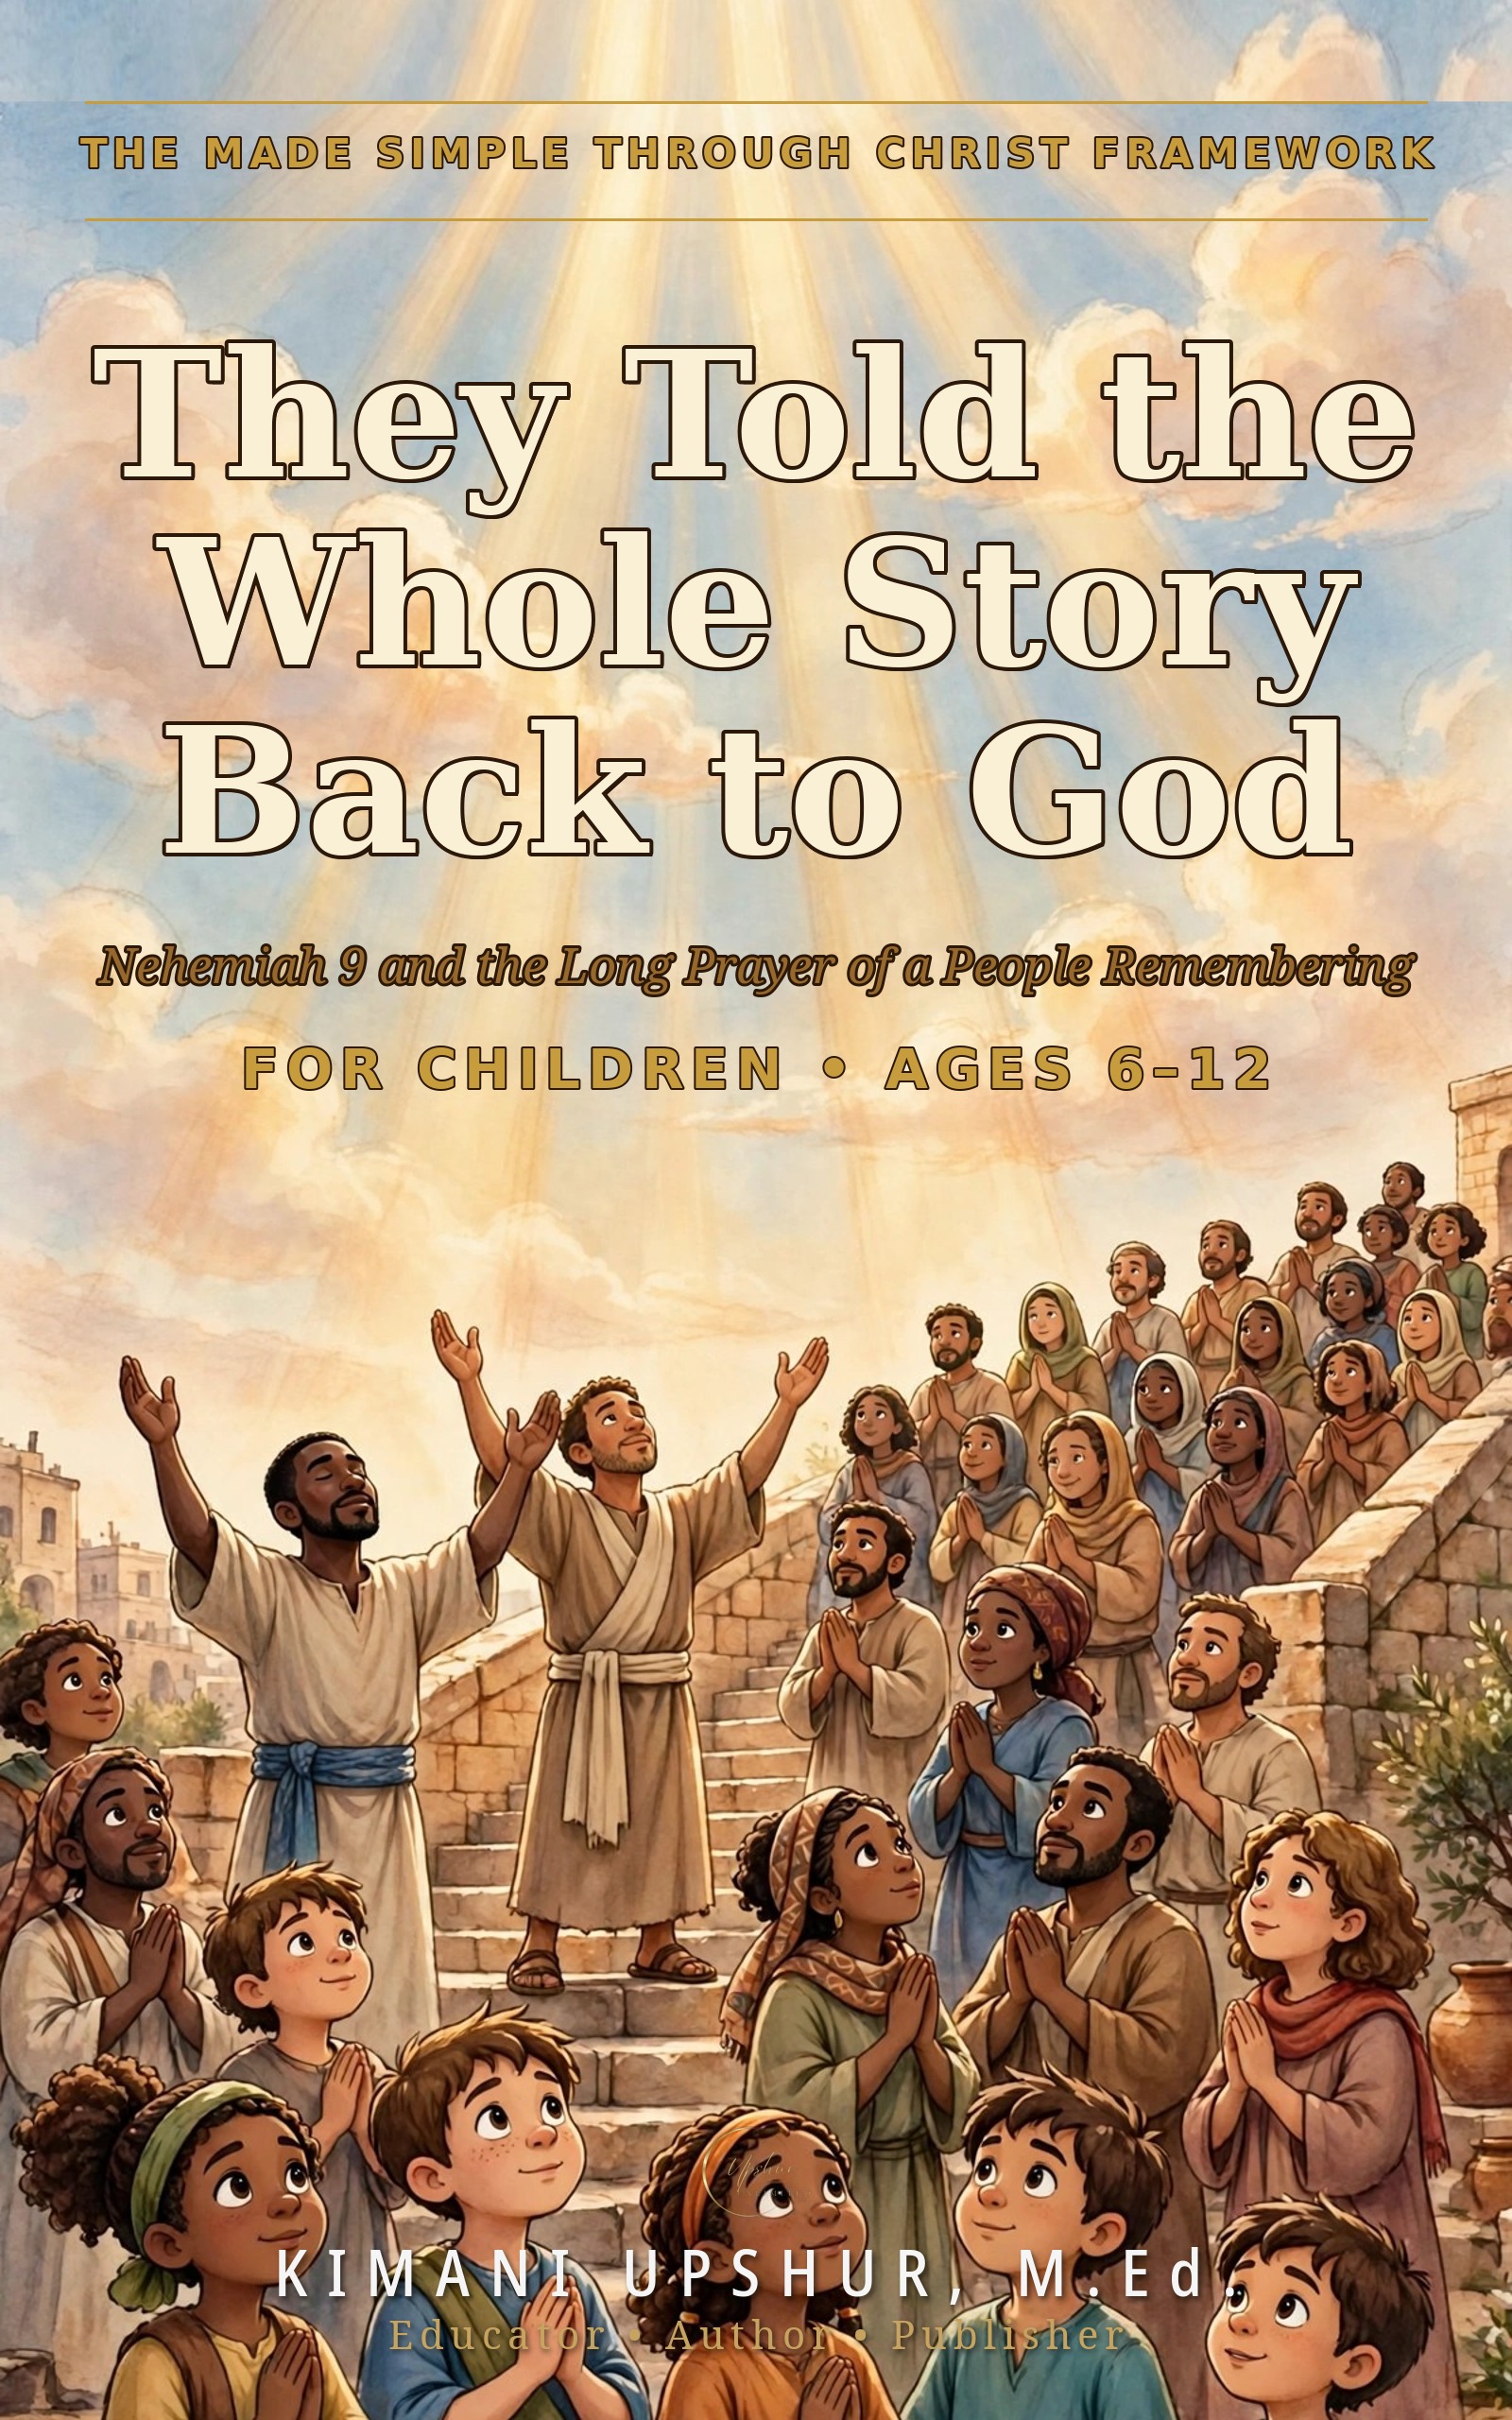 THE MADE SIMPLE THROUGH CHRIST FRAMEWORK
They Told the
Whole Story
Back to God
Nehemiah 9 and the Long Prayer of a People Remembering
FOR CHILDREN • AGES 6–12
Upshur
KIMANI UPSHUR, M.Ed.
Educator • Author • Publisher